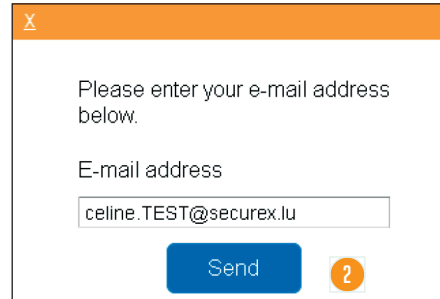 X
Please enter your e-mail address
below.
E-mail address
celine.TEST@securex.lu
Send
2